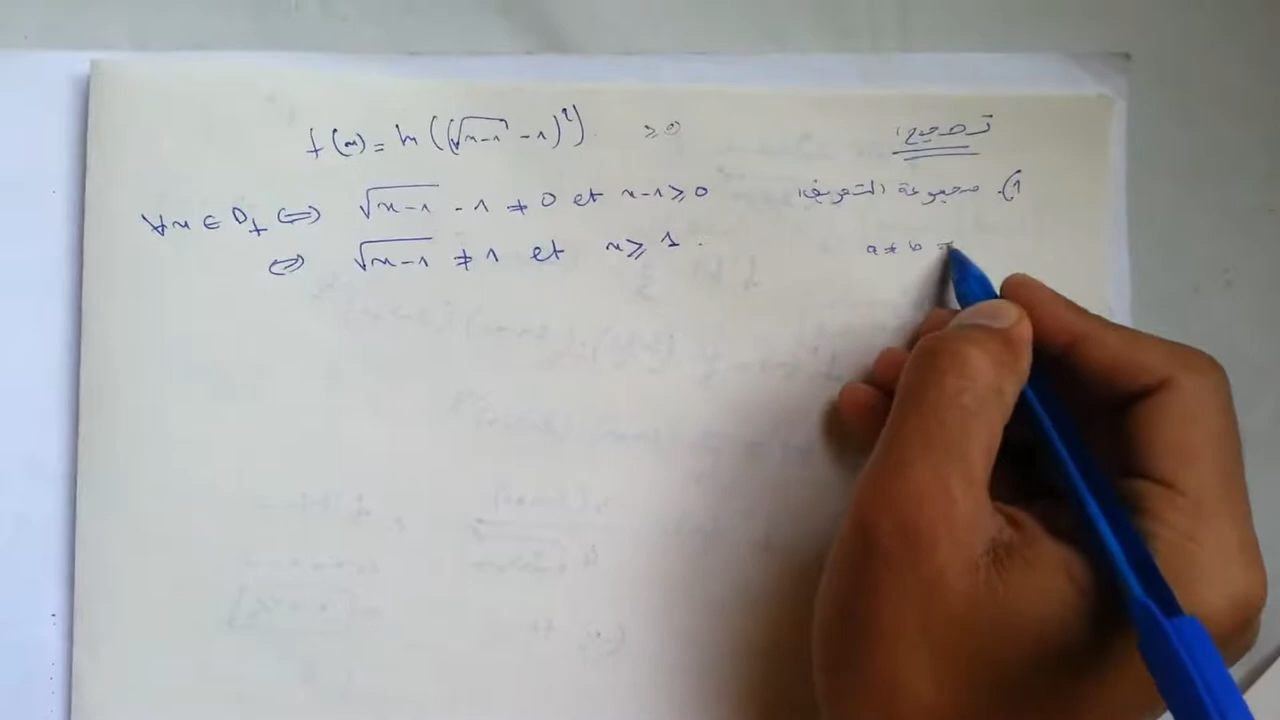 تصحيح:
f(x) = ln((√x-1 - 1)²) ≥0
1). مجموعة التعريف:
∀x ∈ D_f ⟺ √x-1 - 1 ≠ 0 et x-1 ≥ 0
⟺ √x-1 ≠ 1 et x ≥ 1 .
a ≠ b =